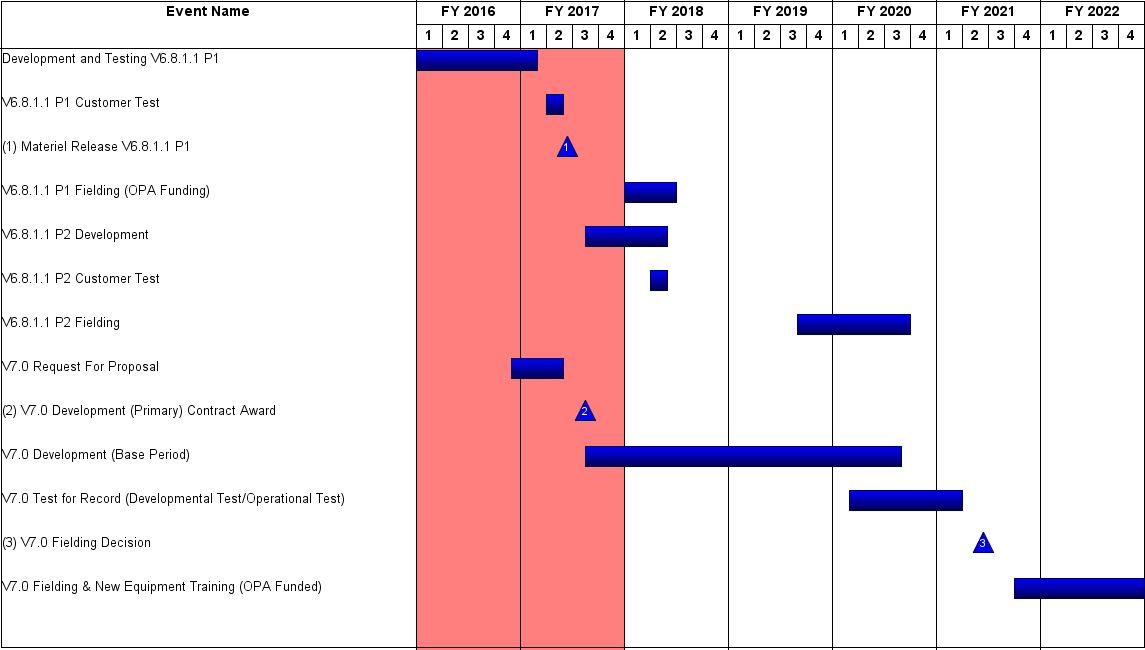 Event Name FY 2016 FY 2017 FY 2018 FY 2019 FY 2020 FY 2021 FY 2022
1 2 3 4 1 2 3 4 1 2 3 4 1 2 3 4 1 2 3 4 1 2 3 4 1 2 3 4
Development and Testing V6.8.1.1 P1
V6.8.1.1 P1 Customer Test
(1) Materiel Release V6.8.1.1 P1 1
V6.8.1.1 P1 Fielding (OPA Funding)
V6.8.1.1 P2 Development
V6.8.1.1 P2 Customer Test
V6.8.1.1 P2 Fielding
V7.0 Request For Proposal
(2) V7.0 Development (Primary) Contract Award 2
V7.0 Development (Base Period)
V7.0 Test for Record (Developmental Test/Operational Test)
(3) V7.0 Fielding Decision 3
V7.0 Fielding & New Equipment Training (OPA Funded)